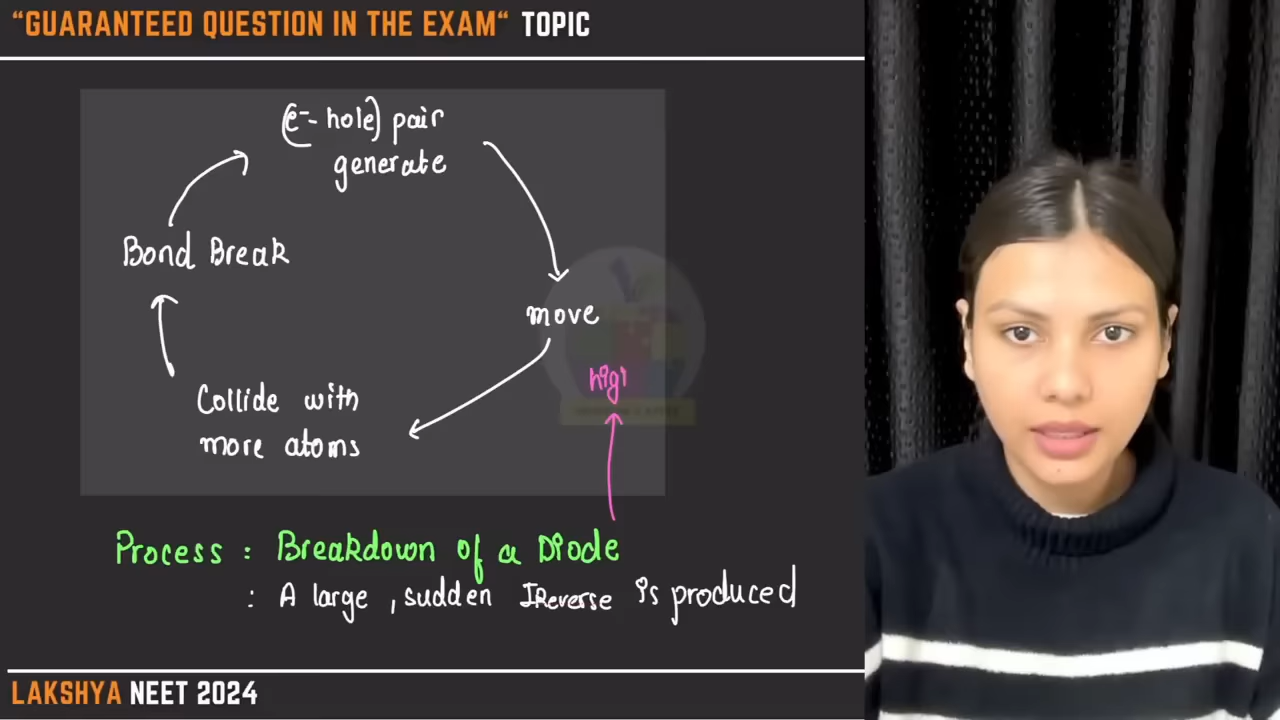 “GUARANTEED QUESTION IN THE EXAM“ TOPIC
(e⁻- hole) pair
generate
Bond Break
move
higi
Collide with
more atoms
Process : Breakdown of a Diode
: A large , sudden IReverse is produced
LAKSHYA NEET 2024